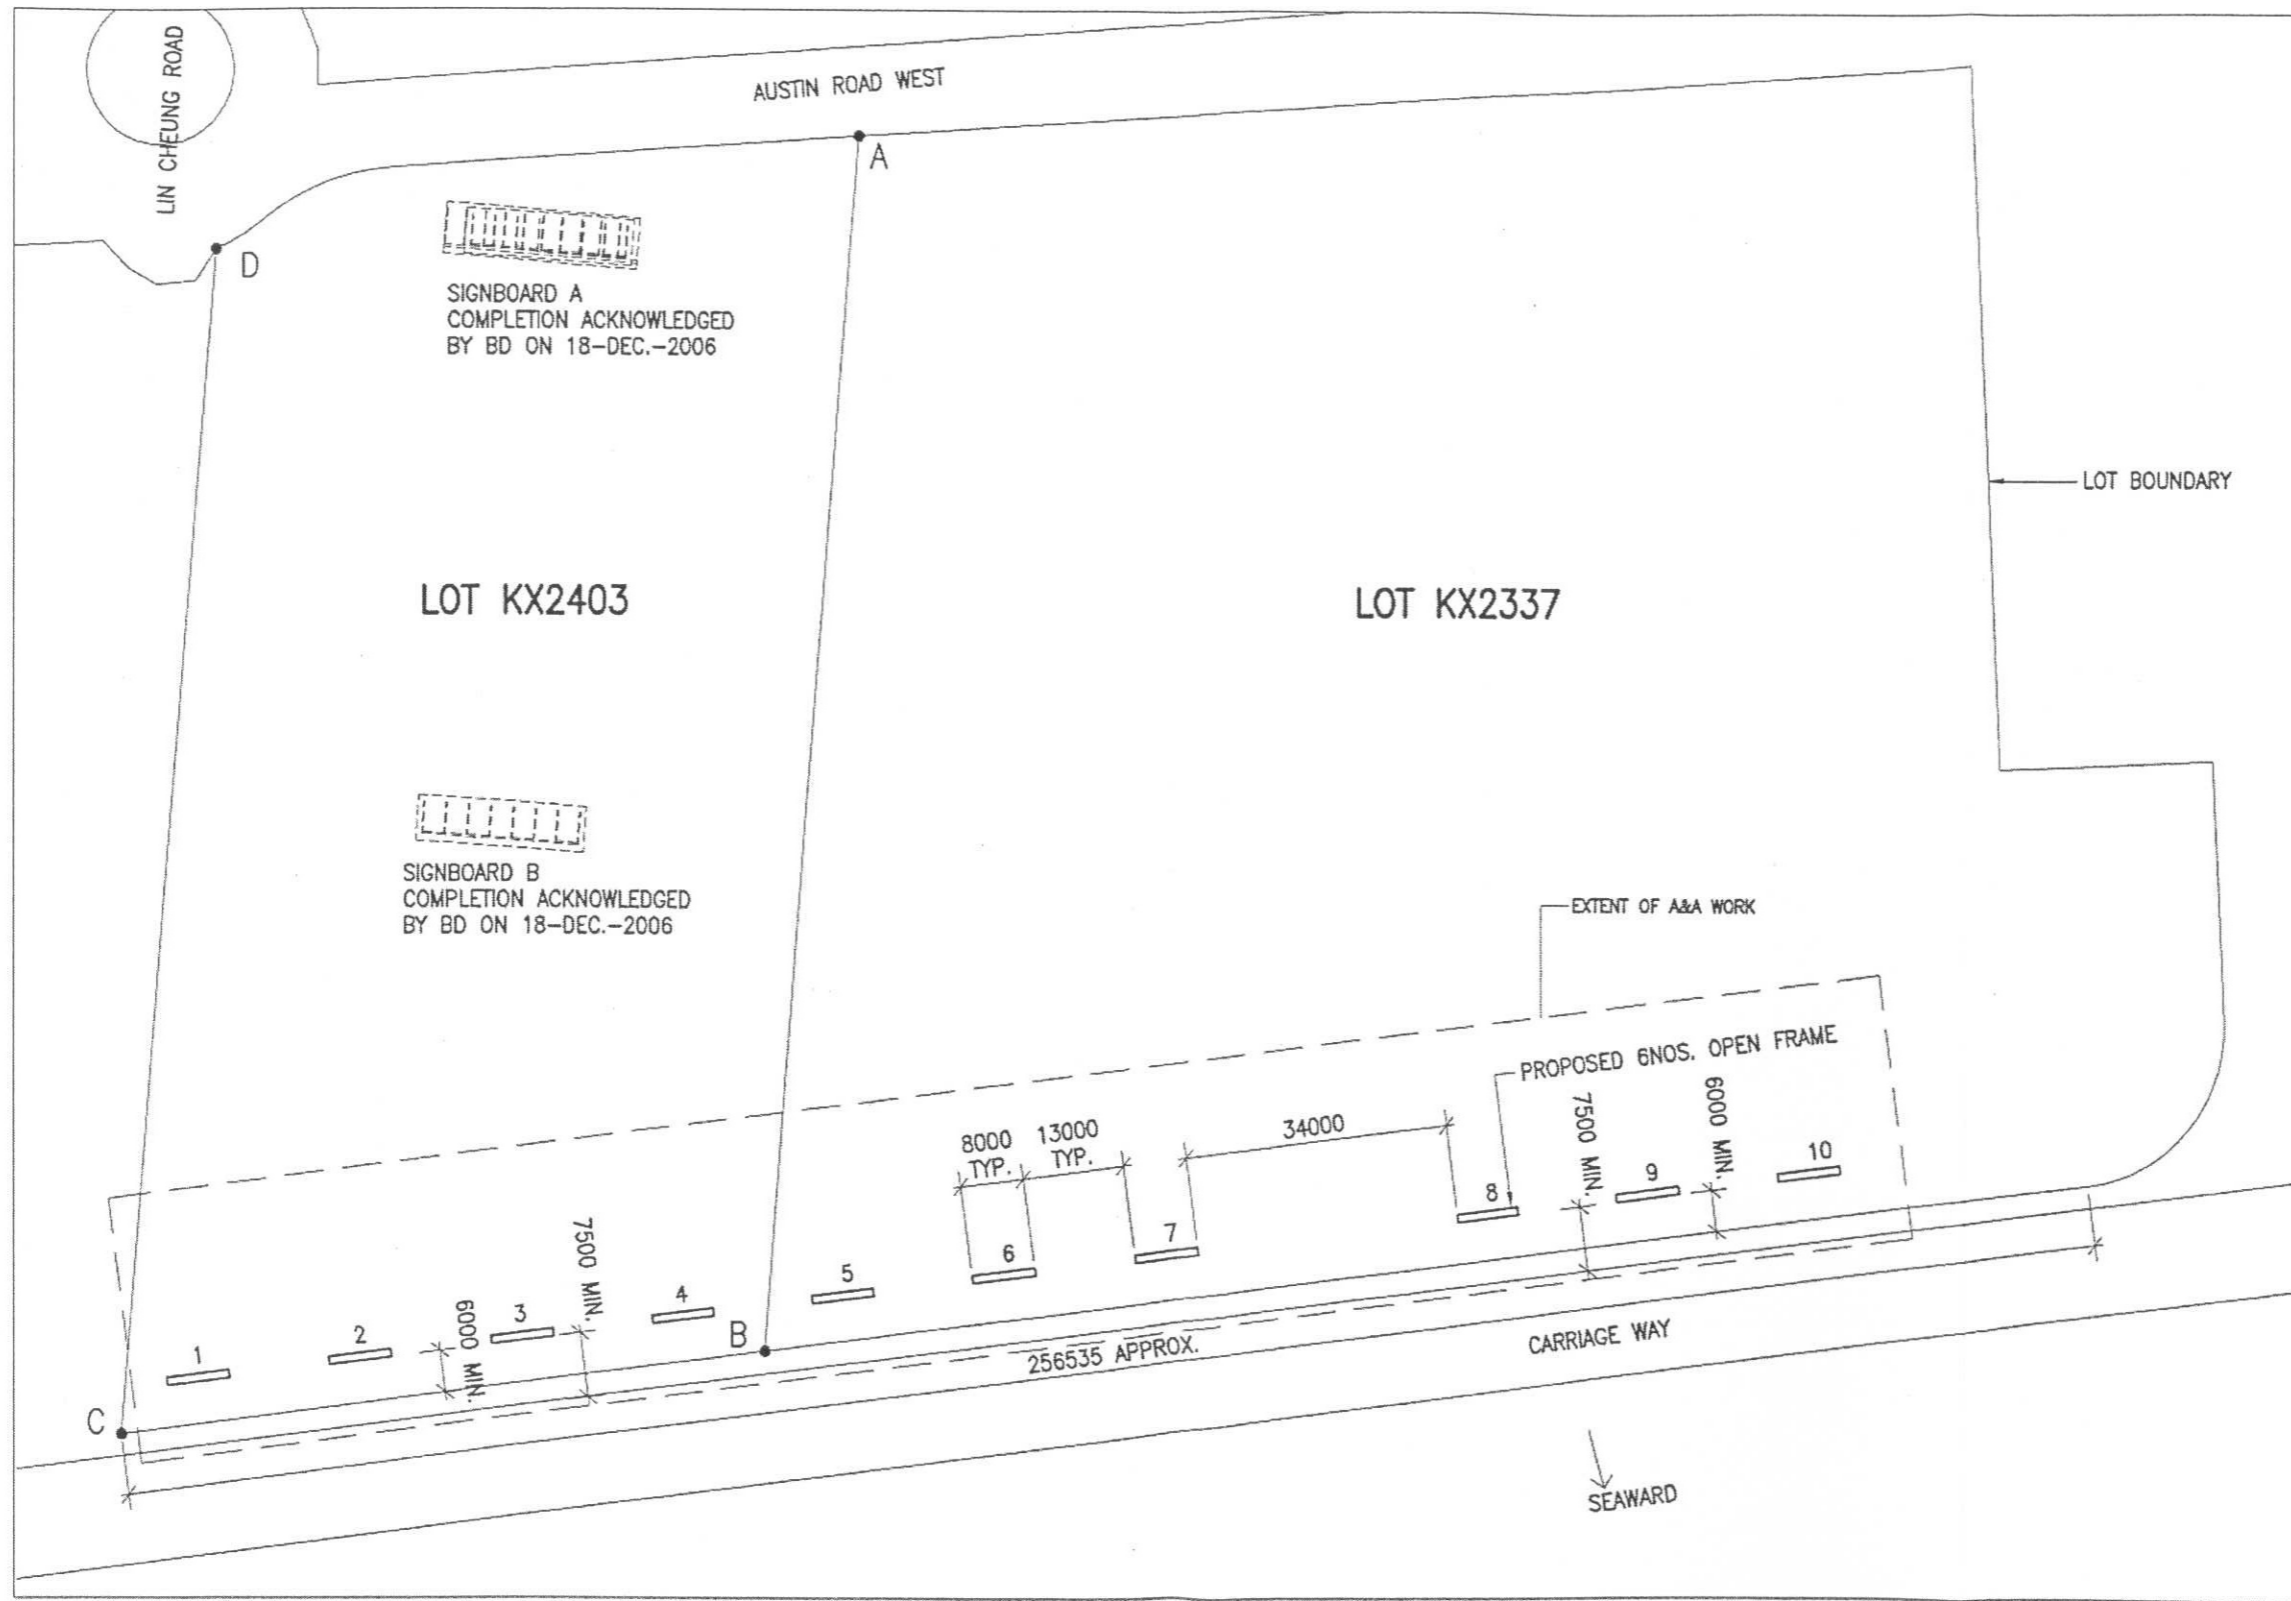 LIN CHEUNG ROAD
AUSTIN ROAD WEST
A
D
SIGNBOARD A
COMPLETION ACKNOWLEDGED
BY BD ON 18-DEC.-2006
LOT BOUNDARY
LOT KX2403
LOT KX2337
SIGNBOARD B
COMPLETION ACKNOWLEDGED
BY BD ON 18-DEC.-2006
EXTENT OF A&A WORK
PROPOSED 6NOS. OPEN FRAME
8000
TYP.
13000
TYP.
34000
7500 MIN.
6000 MIN.
10
9
8
7
6
5
4
3
2
1
7500 MIN.
6000 MIN.
B
C
256535 APPROX.
CARRIAGE WAY
SEAWARD